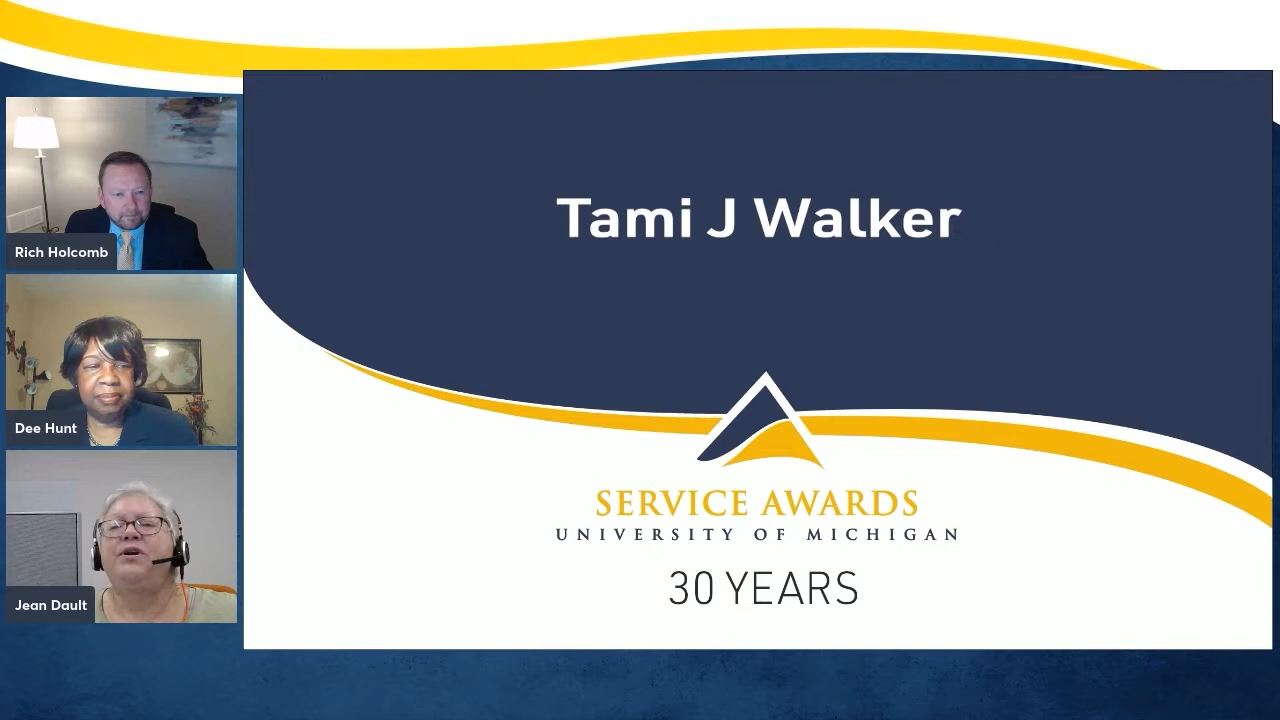 Rich Holcomb
Dee Hunt
Jean Dault
Tami J Walker
SERVICE AWARDS
UNIVERSITY OF MICHIGAN
30 YEARS